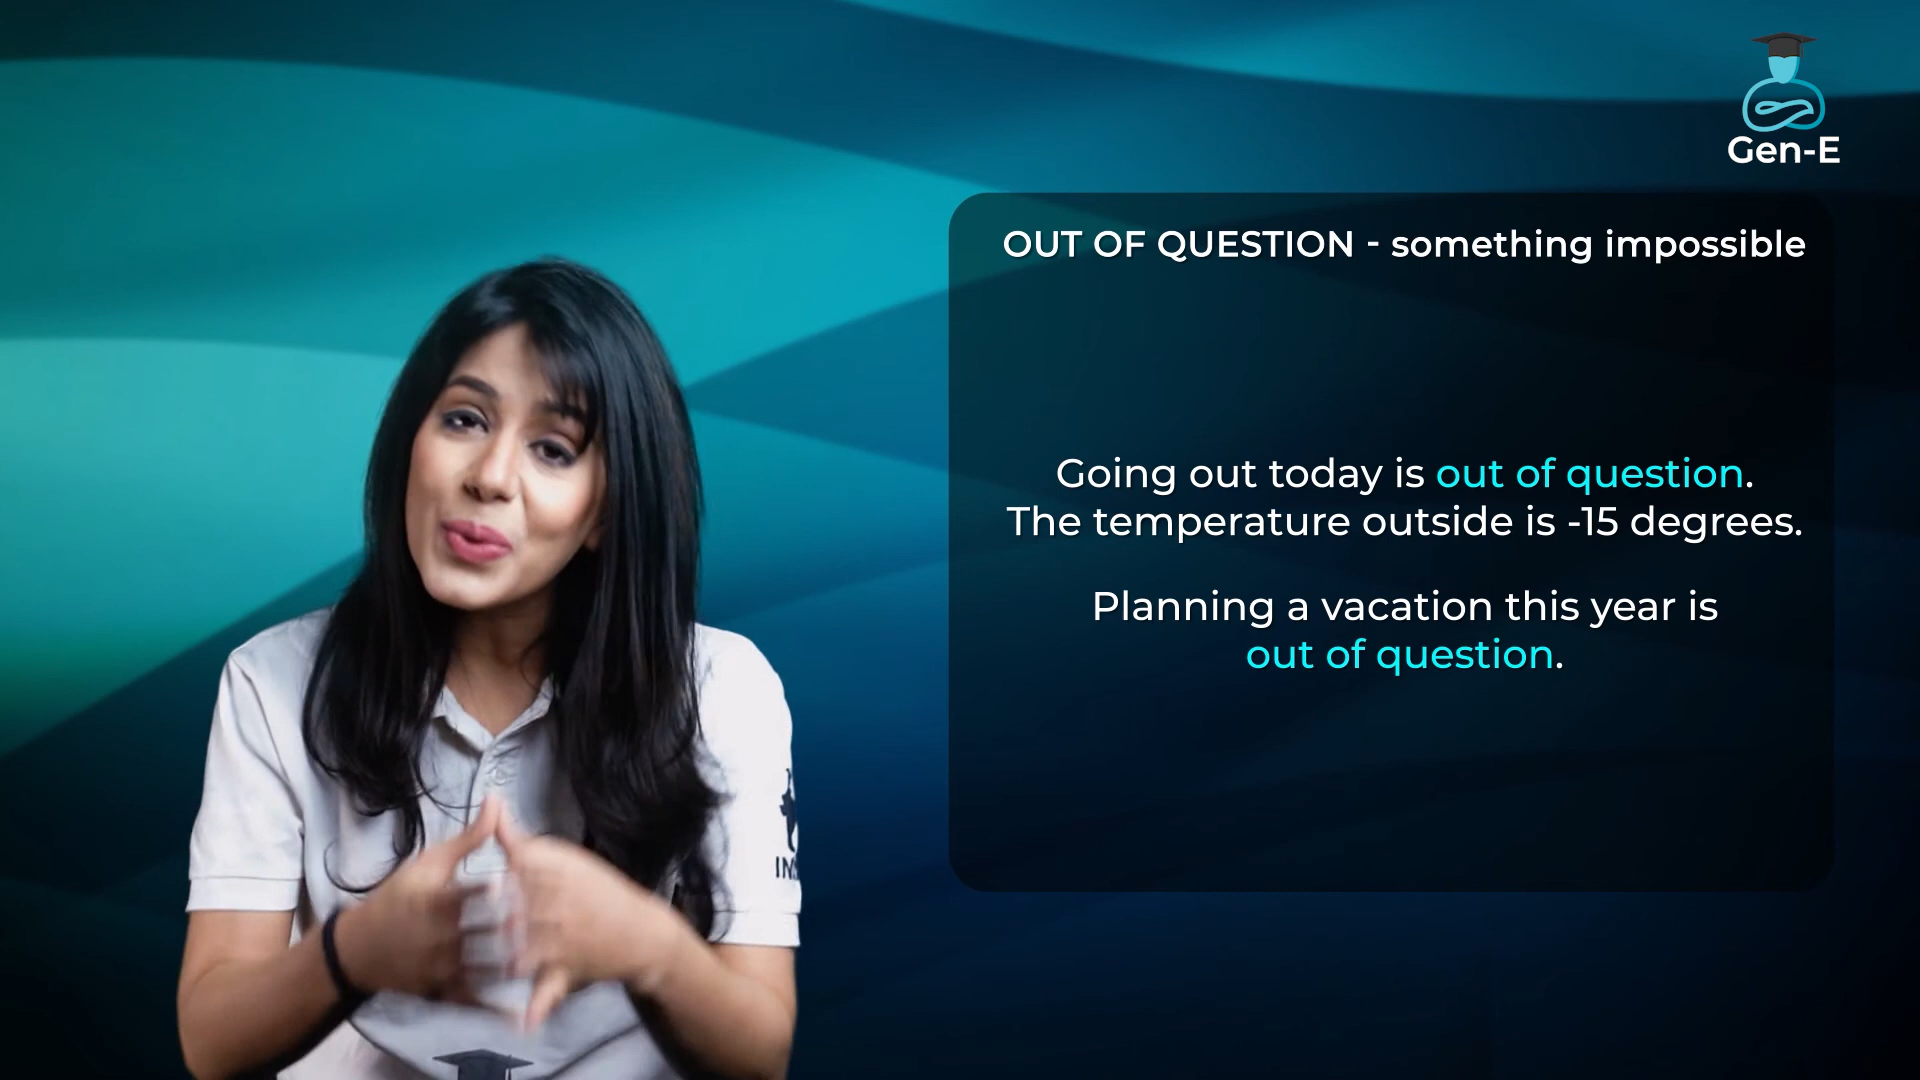 Gen-E
OUT OF QUESTION - something impossible
Going out today is out of question.
The temperature outside is -15 degrees.
Planning a vacation this year is
out of question.